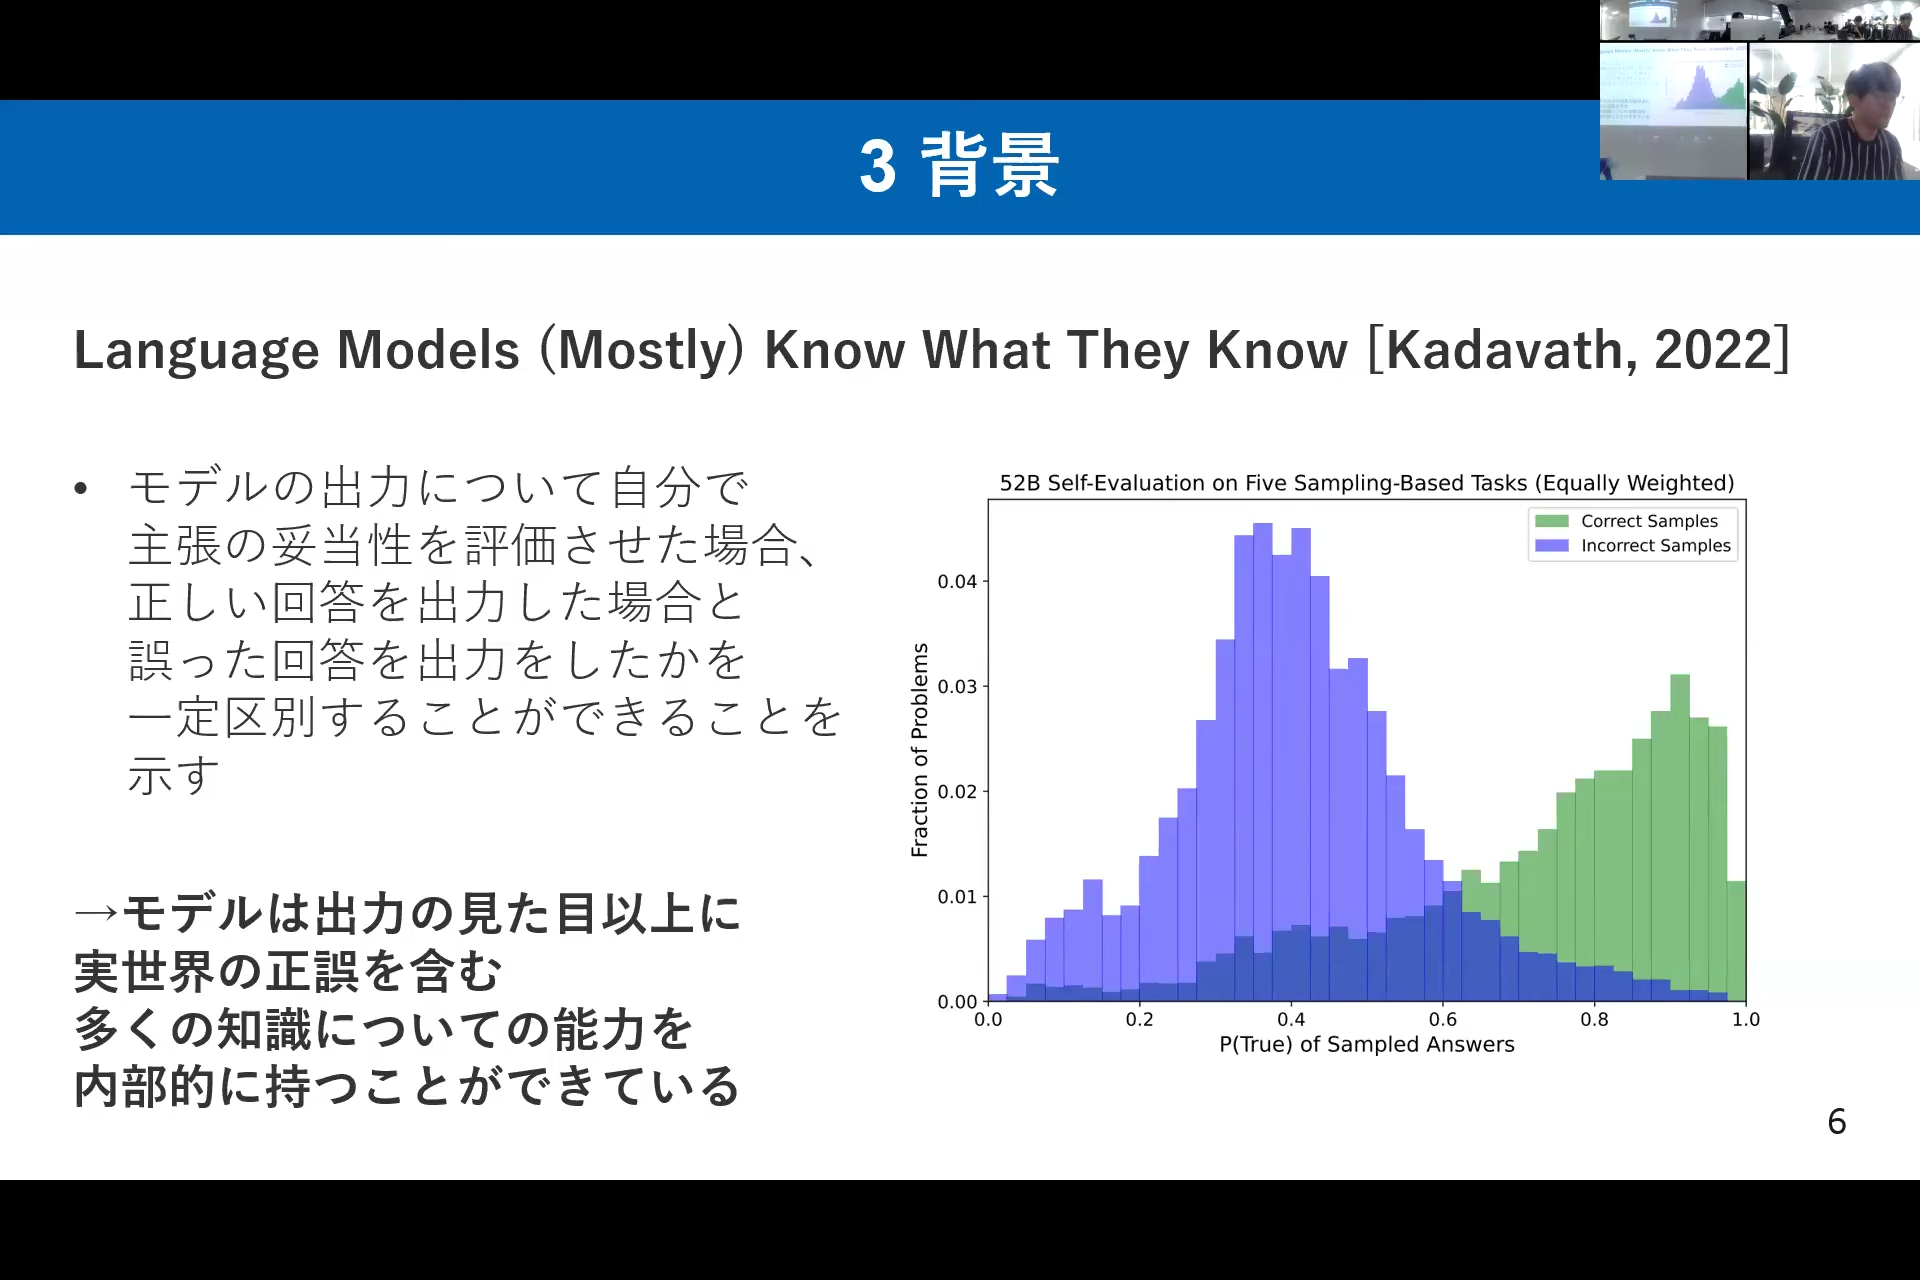 3 背景
Language Models (Mostly) Know What They Know [Kadavath, 2022]
• モデルの出力について自分で
主張の妥当性を評価させた場合、
正しい回答を出力した場合と
誤った回答を出力をしたかを
一定区別することができることを
示す
→モデルは出力の見た目以上に
実世界の正誤を含む
多くの知識についての能力を
内部的に持つことができている
52B Self-Evaluation on Five Sampling-Based Tasks (Equally Weighted)
Correct Samples
Incorrect Samples
Fraction of Problems
0.04
0.03
0.02
0.01
0.00
0.0 0.2 0.4 0.6 0.8 1.0
P(True) of Sampled Answers
6